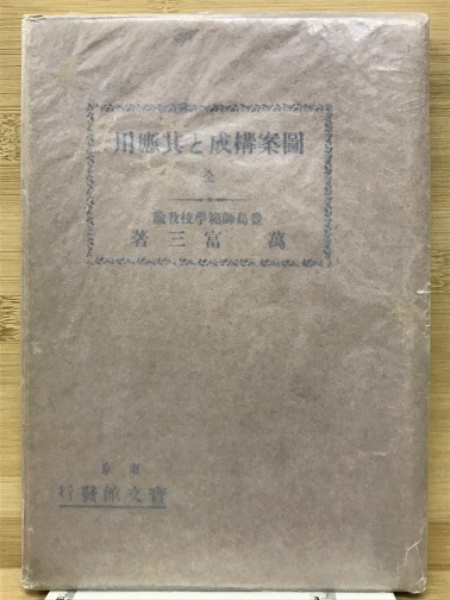 圖案構成と其應用
全
豊島師範學校教諭
萬富三著
東京
寶文館發行